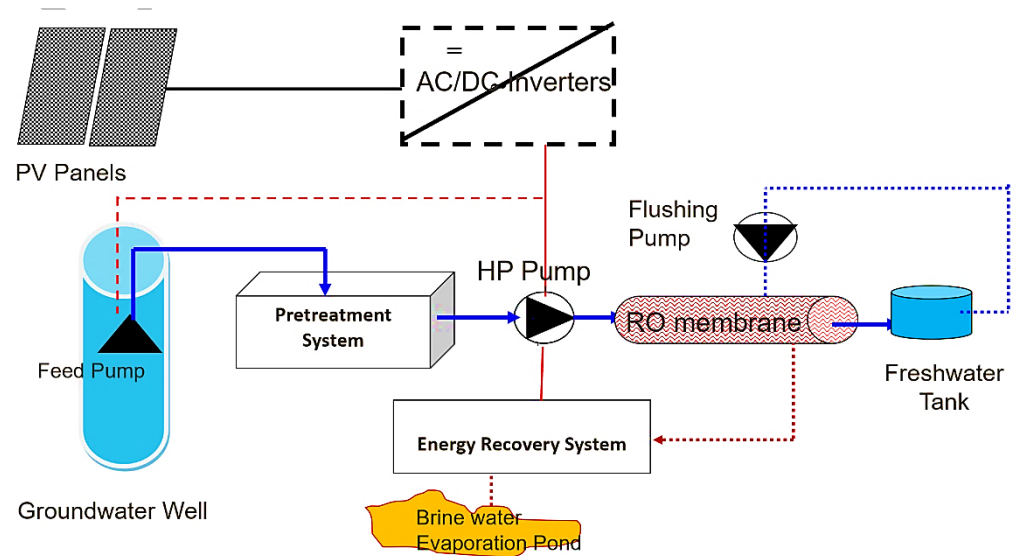 =
AC/DC Inverters
PV Panels
Flushing
Pump
HP Pump
Pretreatment
System
RO membrane
Feed Pump
Freshwater
Tank
Energy Recovery System
Groundwater Well
Brine water
Evaporation Pond